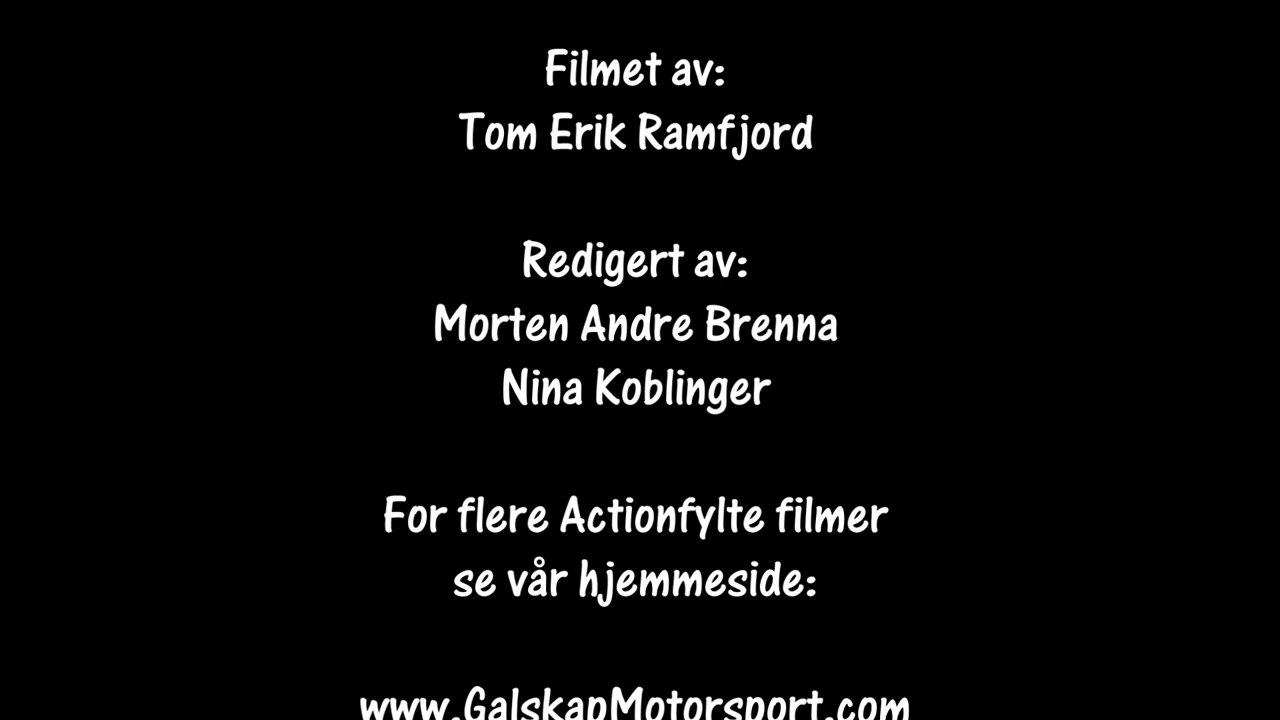 Filmet av:
Tom Erik Ramfjord
Redigert av:
Morten Andre Brenna
Nina Koblinger
For flere Actionfylte filmer
se vår hjemmeside:
www.GalskapMotorsport.com